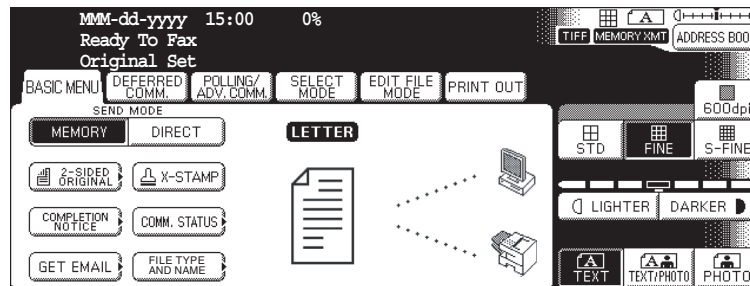 MMM-dd-yyyy 15:00 0%
Ready To Fax
Original Set
TIFF MEMORY XMT ADDRESS BOO
BASIC MENU DEFERRED COMM. POLLING/ ADV. COMM. SELECT MODE EDIT FILE MODE PRINT OUT
SEND MODE
MEMORY DIRECT
LETTER
600dpi
STD FINE S-FINE
2-SIDED ORIGINAL X-STAMP
LIGHTER DARKER
COMPLETION NOTICE COMM. STATUS
GET EMAIL FILE TYPE AND NAME
TEXT TEXT/PHOTO PHOTO